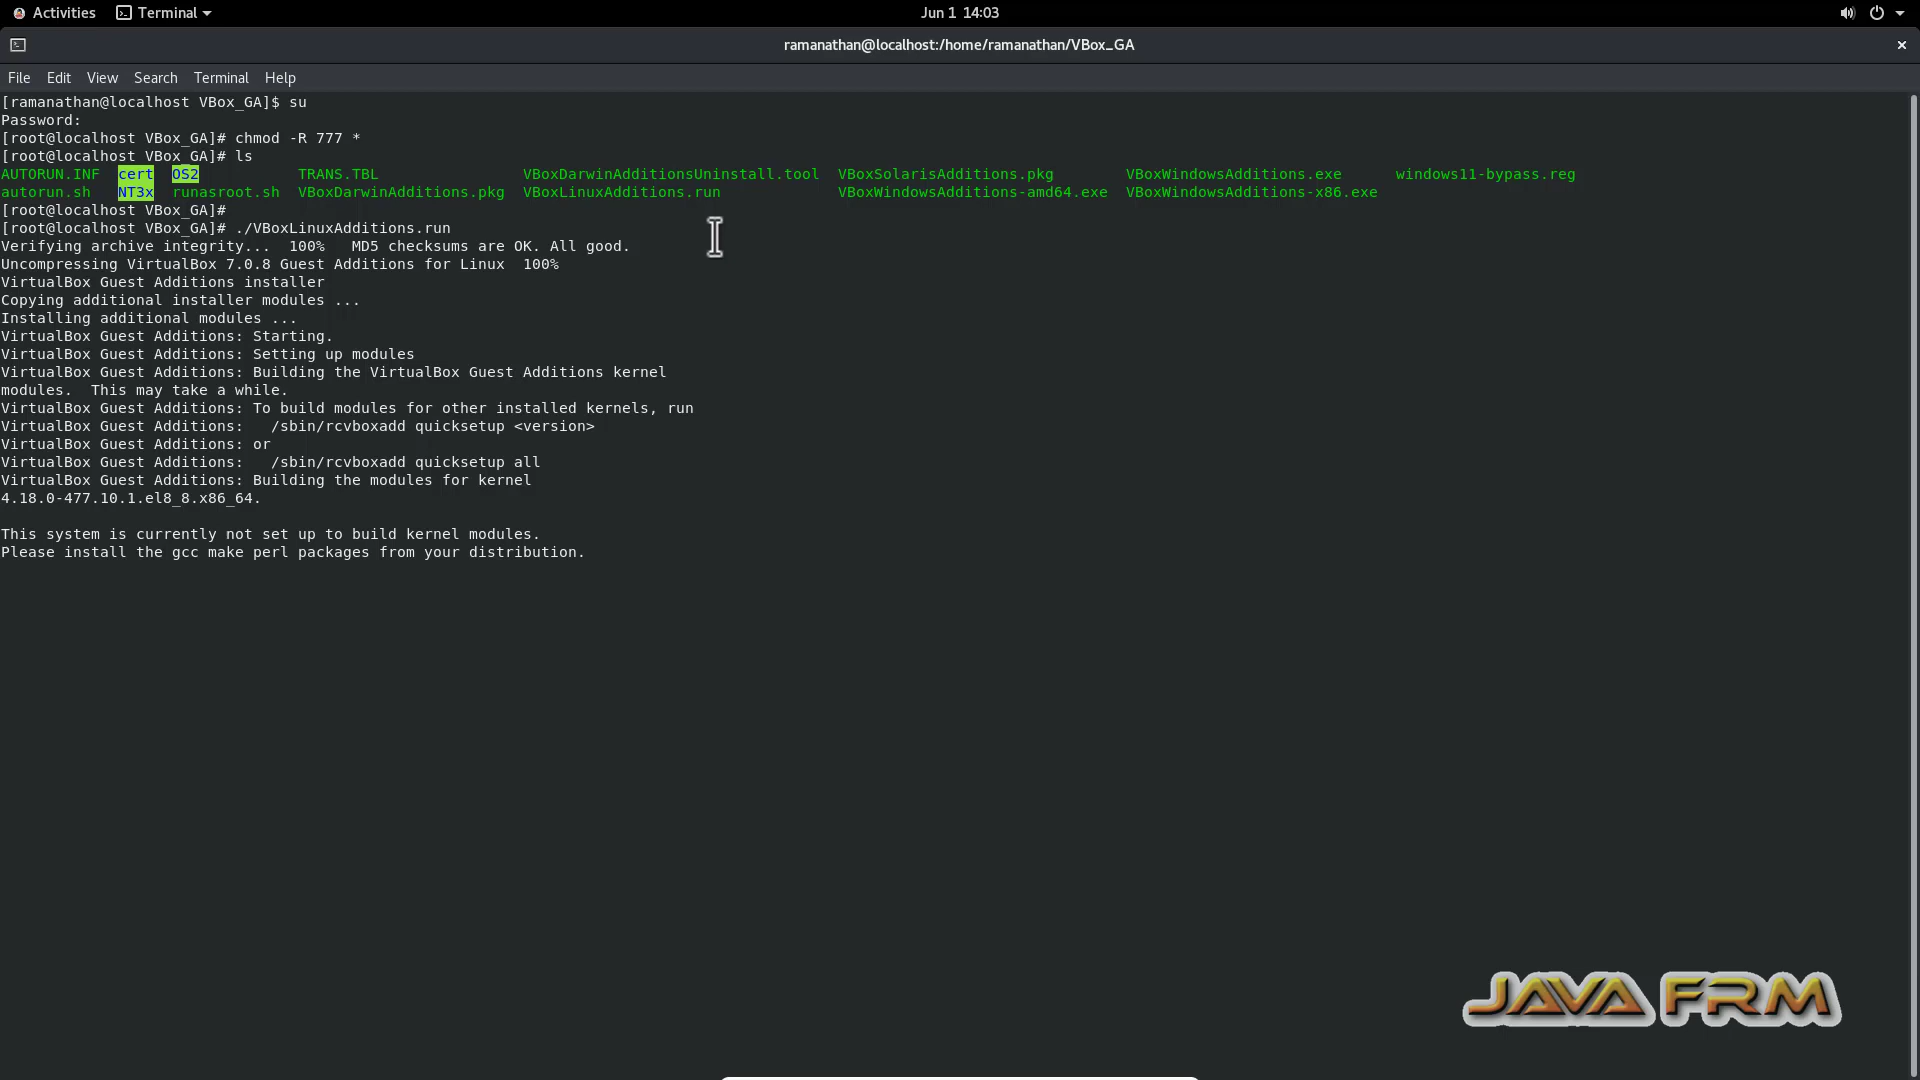 Activities Terminal Jun 1 14:03
ramanathan@localhost:/home/ramanathan/VBox_GA
File Edit View Search Terminal Help
[ramanathan@localhost VBox_GA]$ su
Password:
[root@localhost VBox_GA]# chmod -R 777 *
[root@localhost VBox_GA]# ls
AUTORUN.INF cert OS2 TRANS.TBL VBoxDarwinAdditionsUninstall.tool VBoxSolarisAdditions.pkg VBoxWindowsAdditions.exe windows11-bypass.reg
autorun.sh NT3x runasroot.sh VBoxDarwinAdditions.pkg VBoxLinuxAdditions.run VBoxWindowsAdditions-amd64.exe VBoxWindowsAdditions-x86.exe
[root@localhost VBox_GA]#
[root@localhost VBox_GA]# ./VBoxLinuxAdditions.run
Verifying archive integrity... 100% MD5 checksums are OK. All good.
Uncompressing VirtualBox 7.0.8 Guest Additions for Linux 100%
VirtualBox Guest Additions installer
Copying additional installer modules ...
Installing additional modules ...
VirtualBox Guest Additions: Starting.
VirtualBox Guest Additions: Setting up modules
VirtualBox Guest Additions: Building the VirtualBox Guest Additions kernel
modules. This may take a while.
VirtualBox Guest Additions: To build modules for other installed kernels, run
VirtualBox Guest Additions: /sbin/rcvboxadd quicksetup <version>
VirtualBox Guest Additions: or
VirtualBox Guest Additions: /sbin/rcvboxadd quicksetup all
VirtualBox Guest Additions: Building the modules for kernel
4.18.0-477.10.1.el8_8.x86_64.
This system is currently not set up to build kernel modules.
Please install the gcc make perl packages from your distribution.
JAVA FRM